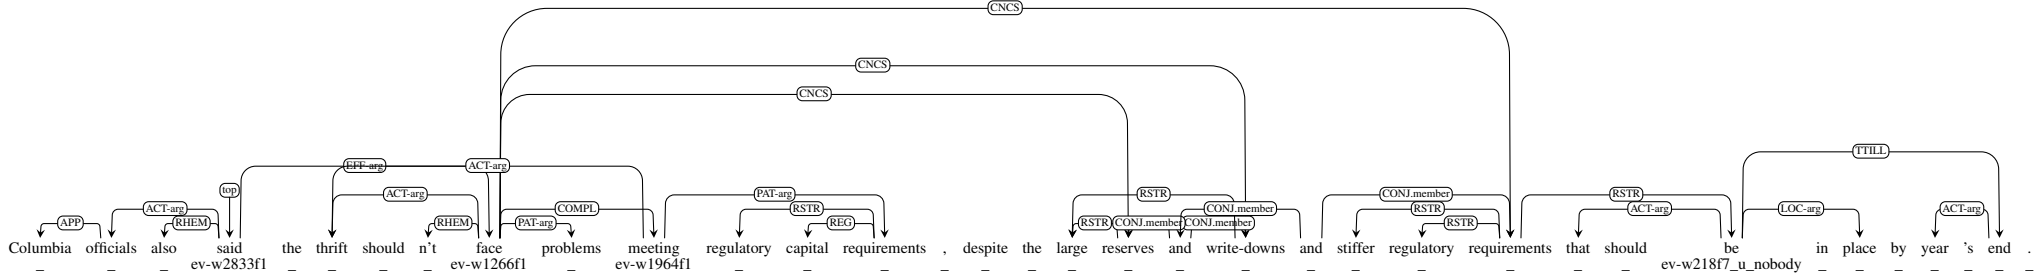 CNCS
CNCS
CNCS
TTILL
EFF-arg ACT-arg
top ACT-arg PAT-arg RSTR CONJ.member RSTR
ACT-arg COMPL RSTR CONJ.member RSTR ACT-arg LOC-arg ACT-arg
APP RHEM RHEM PAT-arg REG RSTR CONJ.member CONJ.member RSTR
Columbia officials also said the thrift should n't face problems meeting regulatory capital requirements , despite the large reserves and write-downs and stiffer regulatory requirements that should be in place by year 's end .
_ _ _ ev-w2833f1 _ _ _ _ ev-w1266f1 _ ev-w1964f1 _ _ _ _ _ _ _ _ _ _ _ _ _ _ _ _ ev-w218f7_u_nobody _ _ _ _ _ _ _